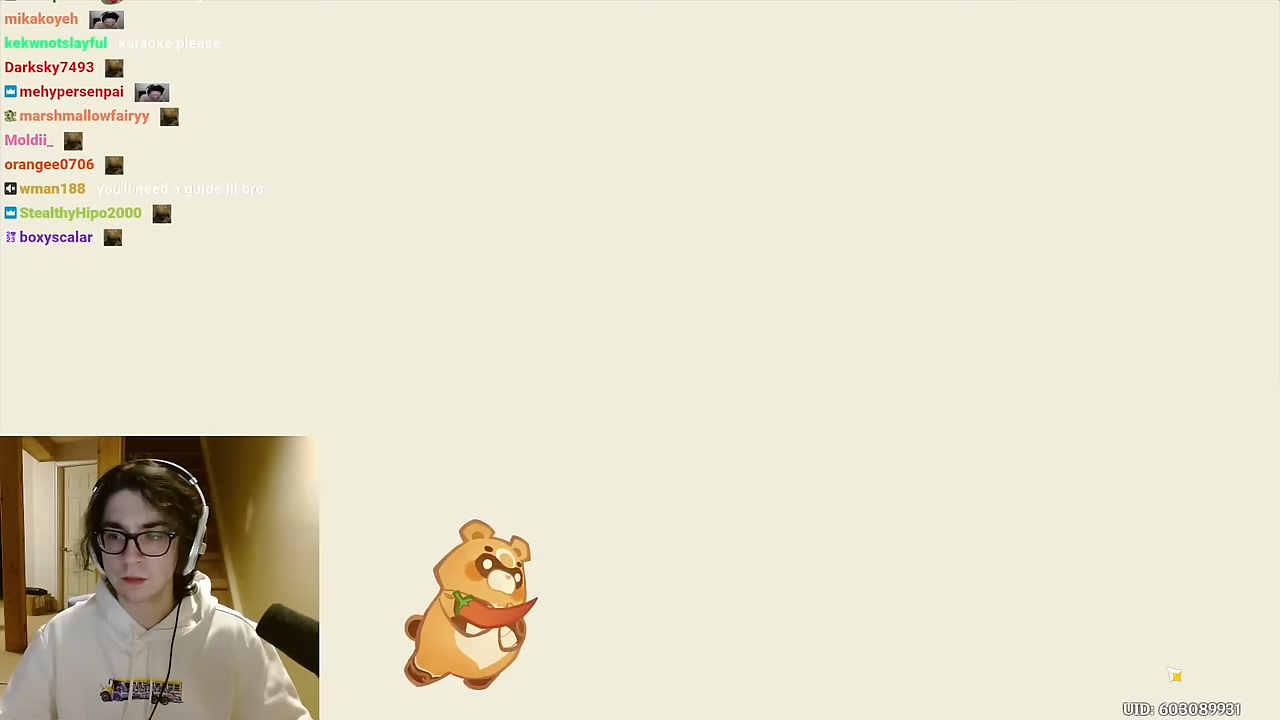 mikakoyeh
kekwnotslayful karaoke please
Darksky7493
mehypersenpai
marshmallowfairyy
Moldii_
orangee0706
wman188 you'll need a guide lil bro
StealthyHipo2000
boxyscalar
UID: 603089931